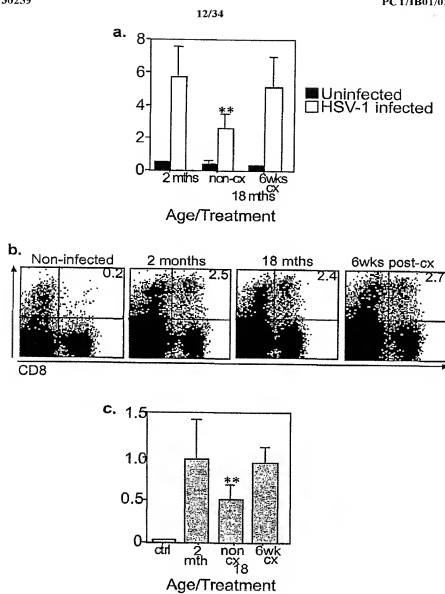 12/34
a.
8
6
4
2
0
**
Uninfected
HSV-1 infected
2 mths
non-cx
6wks
cx
18 mths
Age/Treatment
b.
Non-infected
2 months
18 mths
6wks post-cx
0.2
2.5
2.4
2.7
CD8
c.
1.5
1.0
0.5
0
**
ctrl
2
mth
non
cx
6wk
cx
18
Age/Treatment